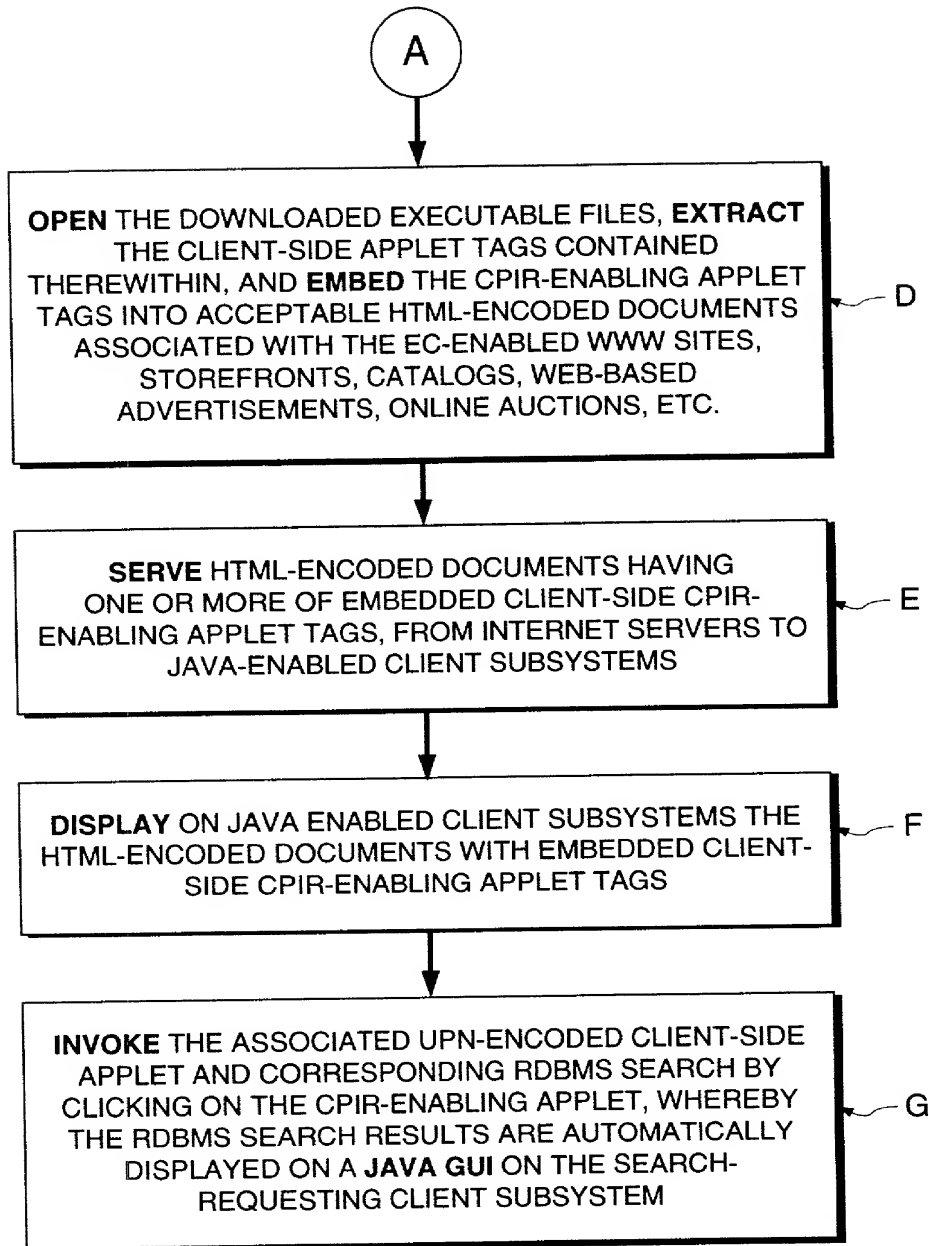 A
OPEN THE DOWNLOADED EXECUTABLE FILES, EXTRACT
THE CLIENT-SIDE APPLET TAGS CONTAINED
THEREWITHIN, AND EMBED THE CPIR-ENABLING APPLET
TAGS INTO ACCEPTABLE HTML-ENCODED DOCUMENTS
ASSOCIATED WITH THE EC-ENABLED WWW SITES,
STOREFRONTS, CATALOGS, WEB-BASED
ADVERTISEMENTS, ONLINE AUCTIONS, ETC.
D
SERVE HTML-ENCODED DOCUMENTS HAVING
ONE OR MORE OF EMBEDDED CLIENT-SIDE CPIR-
ENABLING APPLET TAGS, FROM INTERNET SERVERS TO
JAVA-ENABLED CLIENT SUBSYSTEMS
E
DISPLAY ON JAVA ENABLED CLIENT SUBSYSTEMS THE
HTML-ENCODED DOCUMENTS WITH EMBEDDED CLIENT-
SIDE CPIR-ENABLING APPLET TAGS
F
INVOKE THE ASSOCIATED UPN-ENCODED CLIENT-SIDE
APPLET AND CORRESPONDING RDBMS SEARCH BY
CLICKING ON THE CPIR-ENABLING APPLET, WHEREBY
THE RDBMS SEARCH RESULTS ARE AUTOMATICALLY
DISPLAYED ON A JAVA GUI ON THE SEARCH-
REQUESTING CLIENT SUBSYSTEM
G